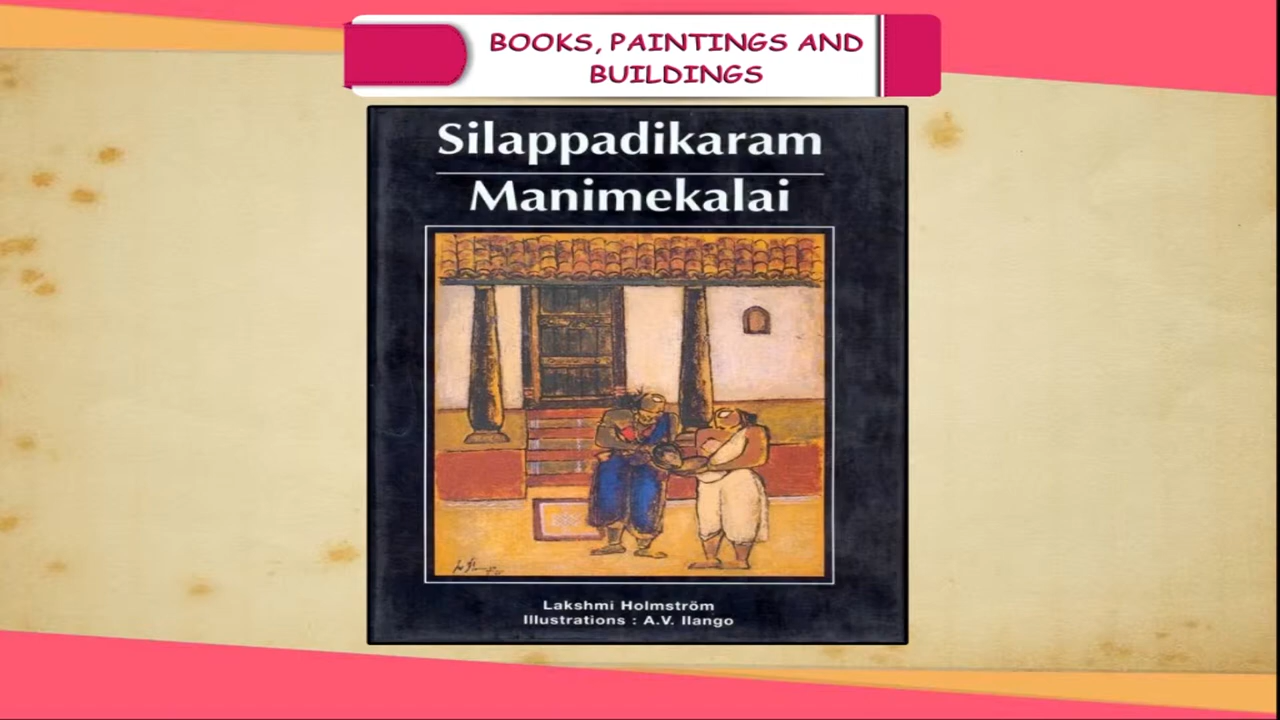 BOOKS, PAINTINGS AND
BUILDINGS
Silappadikaram
Manimekalai
Lakshmi Holmström
Illustrations : A.V. Ilango